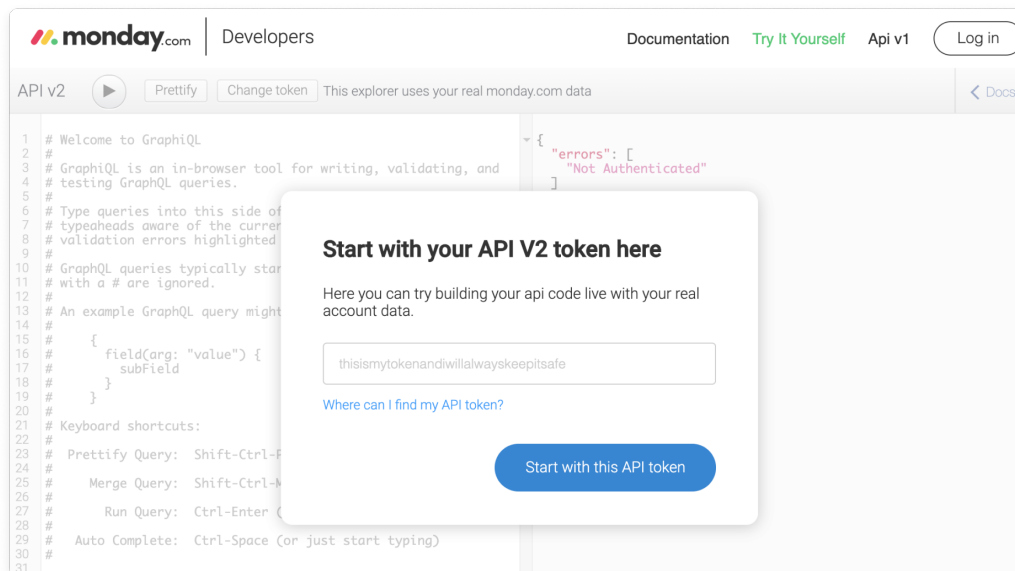 monday.com Developers Documentation Try It Yourself Api v1 Log in
API v2 Prettify Change token This explorer uses your real monday.com data Docs
1 # Welcome to GraphiQL
2 #
3 # GraphiQL is an in-browser tool for writing, validating, and
4 # testing GraphQL queries.
5 #
6 # Type queries into this side of
7 # typeaheads aware of the curren
8 # validation errors highlighted
9 #
10 # GraphQL queries typically star
11 # with a # are ignored.
12 #
13 # An example GraphQL query might
14 #
15 # {
16 # field(arg: "value") {
17 # subField
18 # }
19 # }
20 #
21 # Keyboard shortcuts:
22 #
23 # Prettify Query: Shift-Ctrl-P
24 #
25 # Merge Query: Shift-Ctrl-M
26 #
27 # Run Query: Ctrl-Enter (
28 #
29 # Auto Complete: Ctrl-Space (or just start typing)
30 #
31
{
"errors": [
"Not Authenticated"
]
Start with your API V2 token here
Here you can try building your api code live with your real
account data.
thisismytokenandiwillalwayskeepitsafe
Where can I find my API token?
Start with this API token